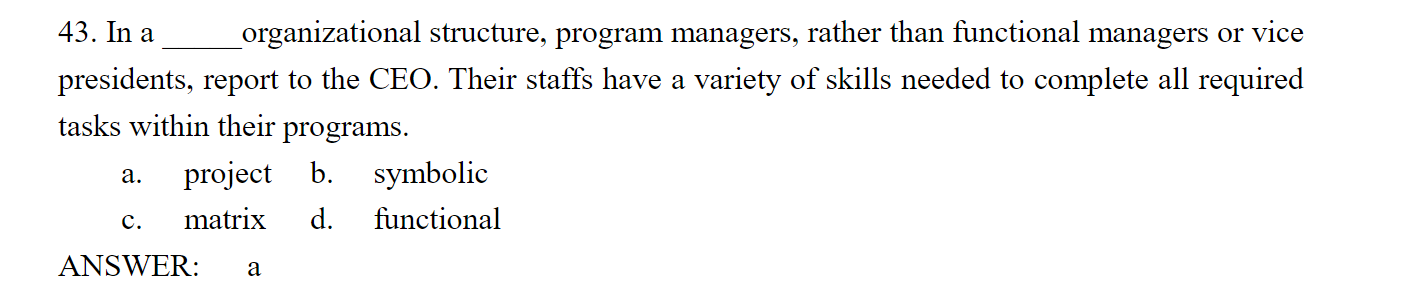 43. In a _____organizational structure, program managers, rather than functional managers or vice
presidents, report to the CEO. Their staffs have a variety of skills needed to complete all required
tasks within their programs.
a. project b. symbolic
c. matrix d. functional
ANSWER: a